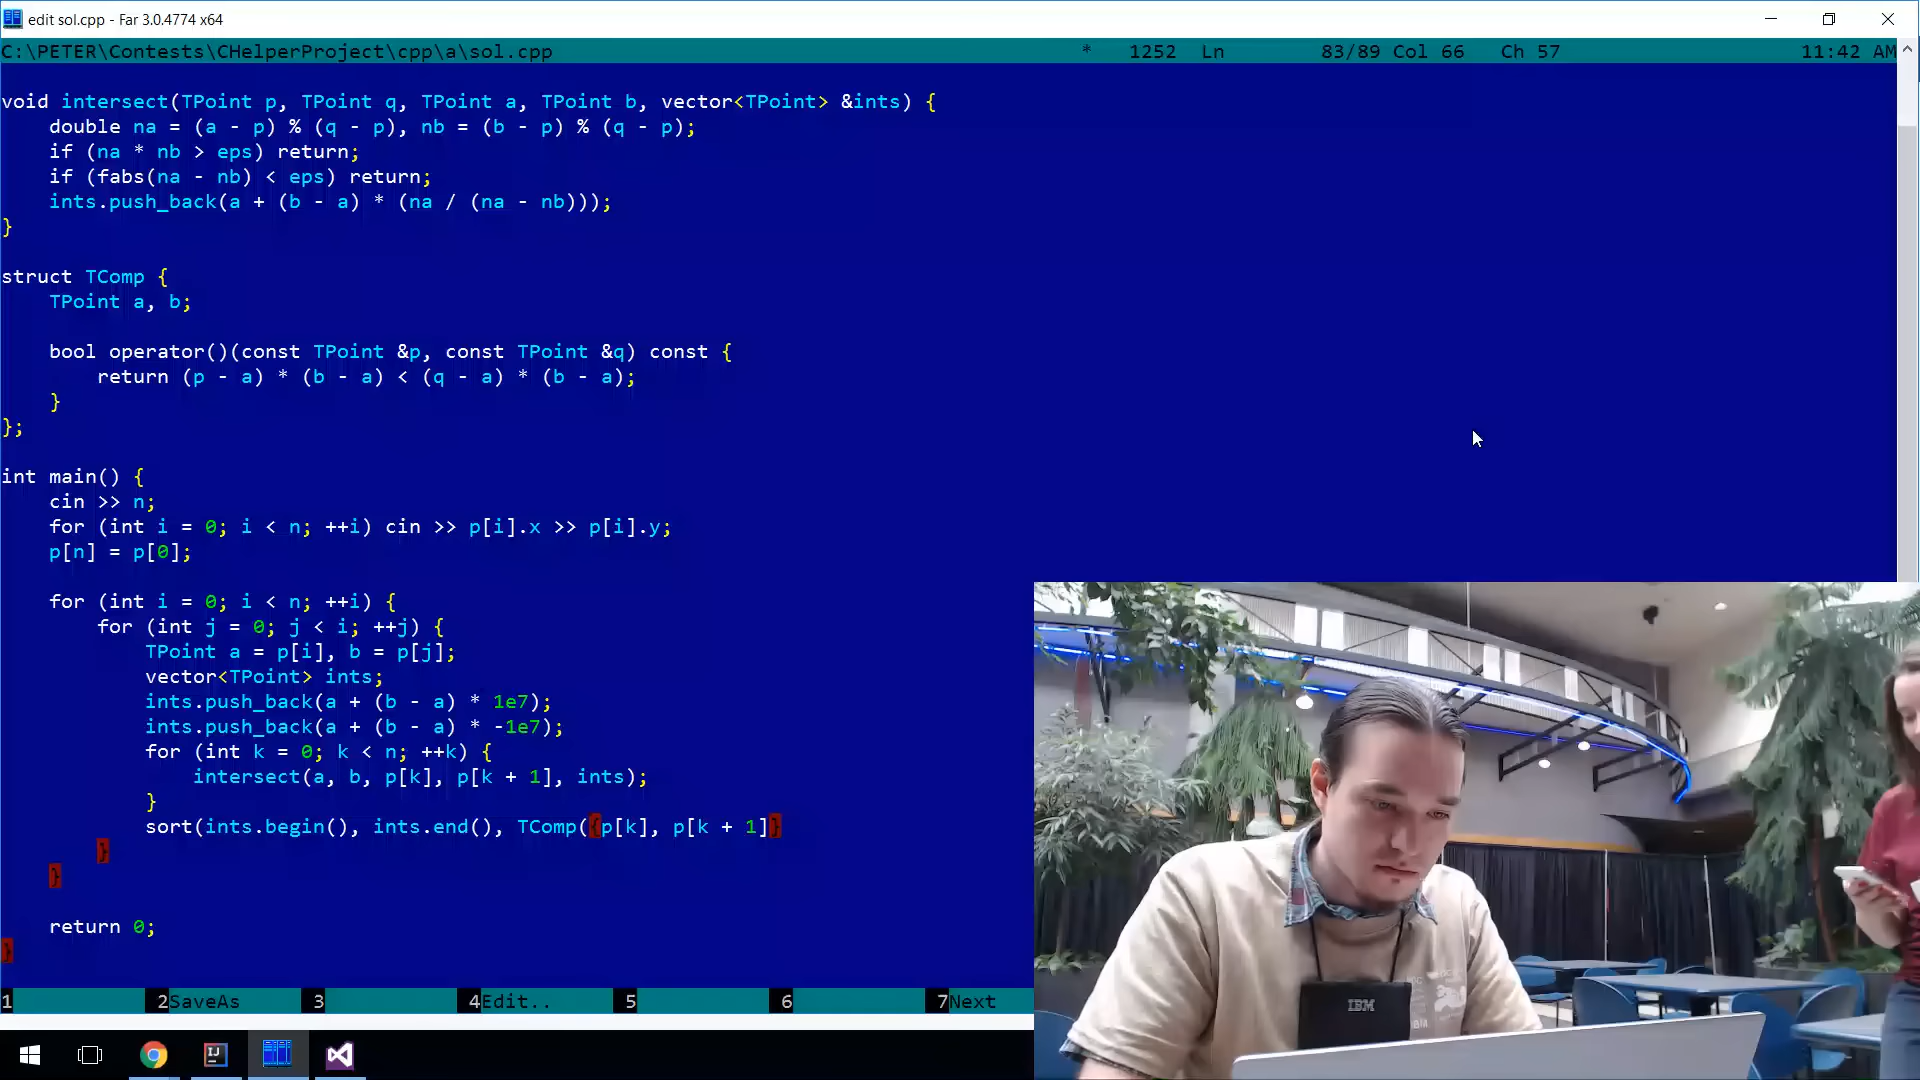 edit sol.cpp - Far 3.0.4774 x64
C:\PETER\Contests\CHelperProject\cpp\a\sol.cpp * 1252 Ln 83/89 Col 66 Ch 57 11:42 AM
void intersect(TPoint p, TPoint q, TPoint a, TPoint b, vector<TPoint> &ints) {
    double na = (a - p) % (q - p), nb = (b - p) % (q - p);
    if (na * nb > eps) return;
    if (fabs(na - nb) < eps) return;
    ints.push_back(a + (b - a) * (na / (na - nb)));
}
struct TComp {
    TPoint a, b;
    bool operator()(const TPoint &p, const TPoint &q) const {
        return (p - a) * (b - a) < (q - a) * (b - a);
    }
};
int main() {
    cin >> n;
    for (int i = 0; i < n; ++i) cin >> p[i].x >> p[i].y;
    p[n] = p[0];
    for (int i = 0; i < n; ++i) {
        for (int j = 0; j < i; ++j) {
            TPoint a = p[i], b = p[j];
            vector<TPoint> ints;
            ints.push_back(a + (b - a) * 1e7);
            ints.push_back(a + (b - a) * -1e7);
            for (int k = 0; k < n; ++k) {
                intersect(a, b, p[k], p[k + 1], ints);
            }
            sort(ints.begin(), ints.end(), TComp({p[k], p[k + 1]}
        }
    }
    return 0;
}
1 2SaveAs 3 4Edit.. 5 6 7Next
IJ
IBM